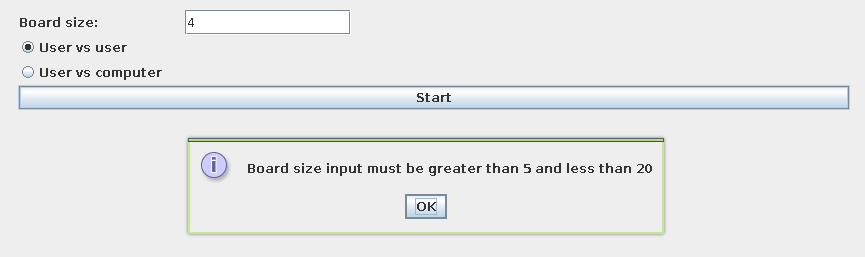 Board size: 4
User vs user
User vs computer
Start
i Board size input must be greater than 5 and less than 20
OK